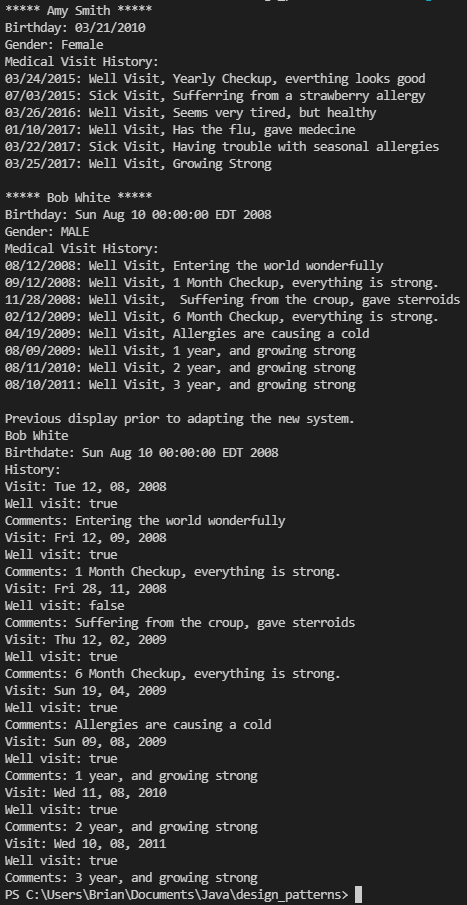 ***** Amy Smith *****
Birthday: 03/21/2010
Gender: Female
Medical Visit History:
03/24/2015: Well Visit, Yearly Checkup, everthing looks good
07/03/2015: Sick Visit, Sufferring from a strawberry allergy
03/26/2016: Well Visit, Seems very tired, but healthy
01/10/2017: Well Visit, Has the flu, gave medecine
03/22/2017: Sick Visit, Having trouble with seasonal allergies
03/25/2017: Well Visit, Growing Strong

***** Bob White *****
Birthday: Sun Aug 10 00:00:00 EDT 2008
Gender: MALE
Medical Visit History:
08/12/2008: Well Visit, Entering the world wonderfully
09/12/2008: Well Visit, 1 Month Checkup, everything is strong.
11/28/2008: Well Visit,  Suffering from the croup, gave sterroids
02/12/2009: Well Visit, 6 Month Checkup, everything is strong.
04/19/2009: Well Visit, Allergies are causing a cold
08/09/2009: Well Visit, 1 year, and growing strong
08/11/2010: Well Visit, 2 year, and growing strong
08/10/2011: Well Visit, 3 year, and growing strong

Previous display prior to adapting the new system.
Bob White
Birthdate: Sun Aug 10 00:00:00 EDT 2008
History:
Visit: Tue 12, 08, 2008
Well visit: true
Comments: Entering the world wonderfully
Visit: Fri 12, 09, 2008
Well visit: true
Comments: 1 Month Checkup, everything is strong.
Visit: Fri 28, 11, 2008
Well visit: false
Comments: Suffering from the croup, gave sterroids
Visit: Thu 12, 02, 2009
Well visit: true
Comments: 6 Month Checkup, everything is strong.
Visit: Sun 19, 04, 2009
Well visit: true
Comments: Allergies are causing a cold
Visit: Sun 09, 08, 2009
Well visit: true
Comments: 1 year, and growing strong
Visit: Wed 11, 08, 2010
Well visit: true
Comments: 2 year, and growing strong
Visit: Wed 10, 08, 2011
Well visit: true
Comments: 3 year, and growing strong
PS C:\Users\Brian\Documents\Java\design_patterns>